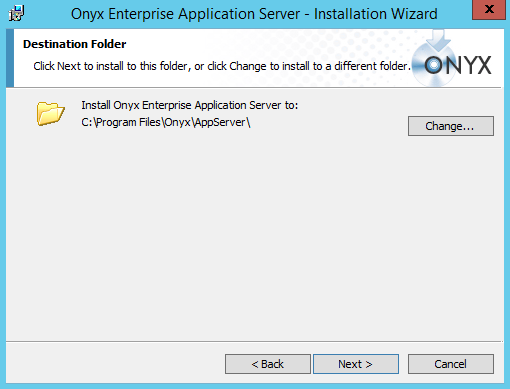 Onyx Enterprise Application Server - Installation Wizard
x
Destination Folder
Click Next to install to this folder, or click Change to install to a different folder.
ONYX
Install Onyx Enterprise Application Server to:
C:\Program Files\Onyx\AppServer\
Change...
< Back
Next >
Cancel